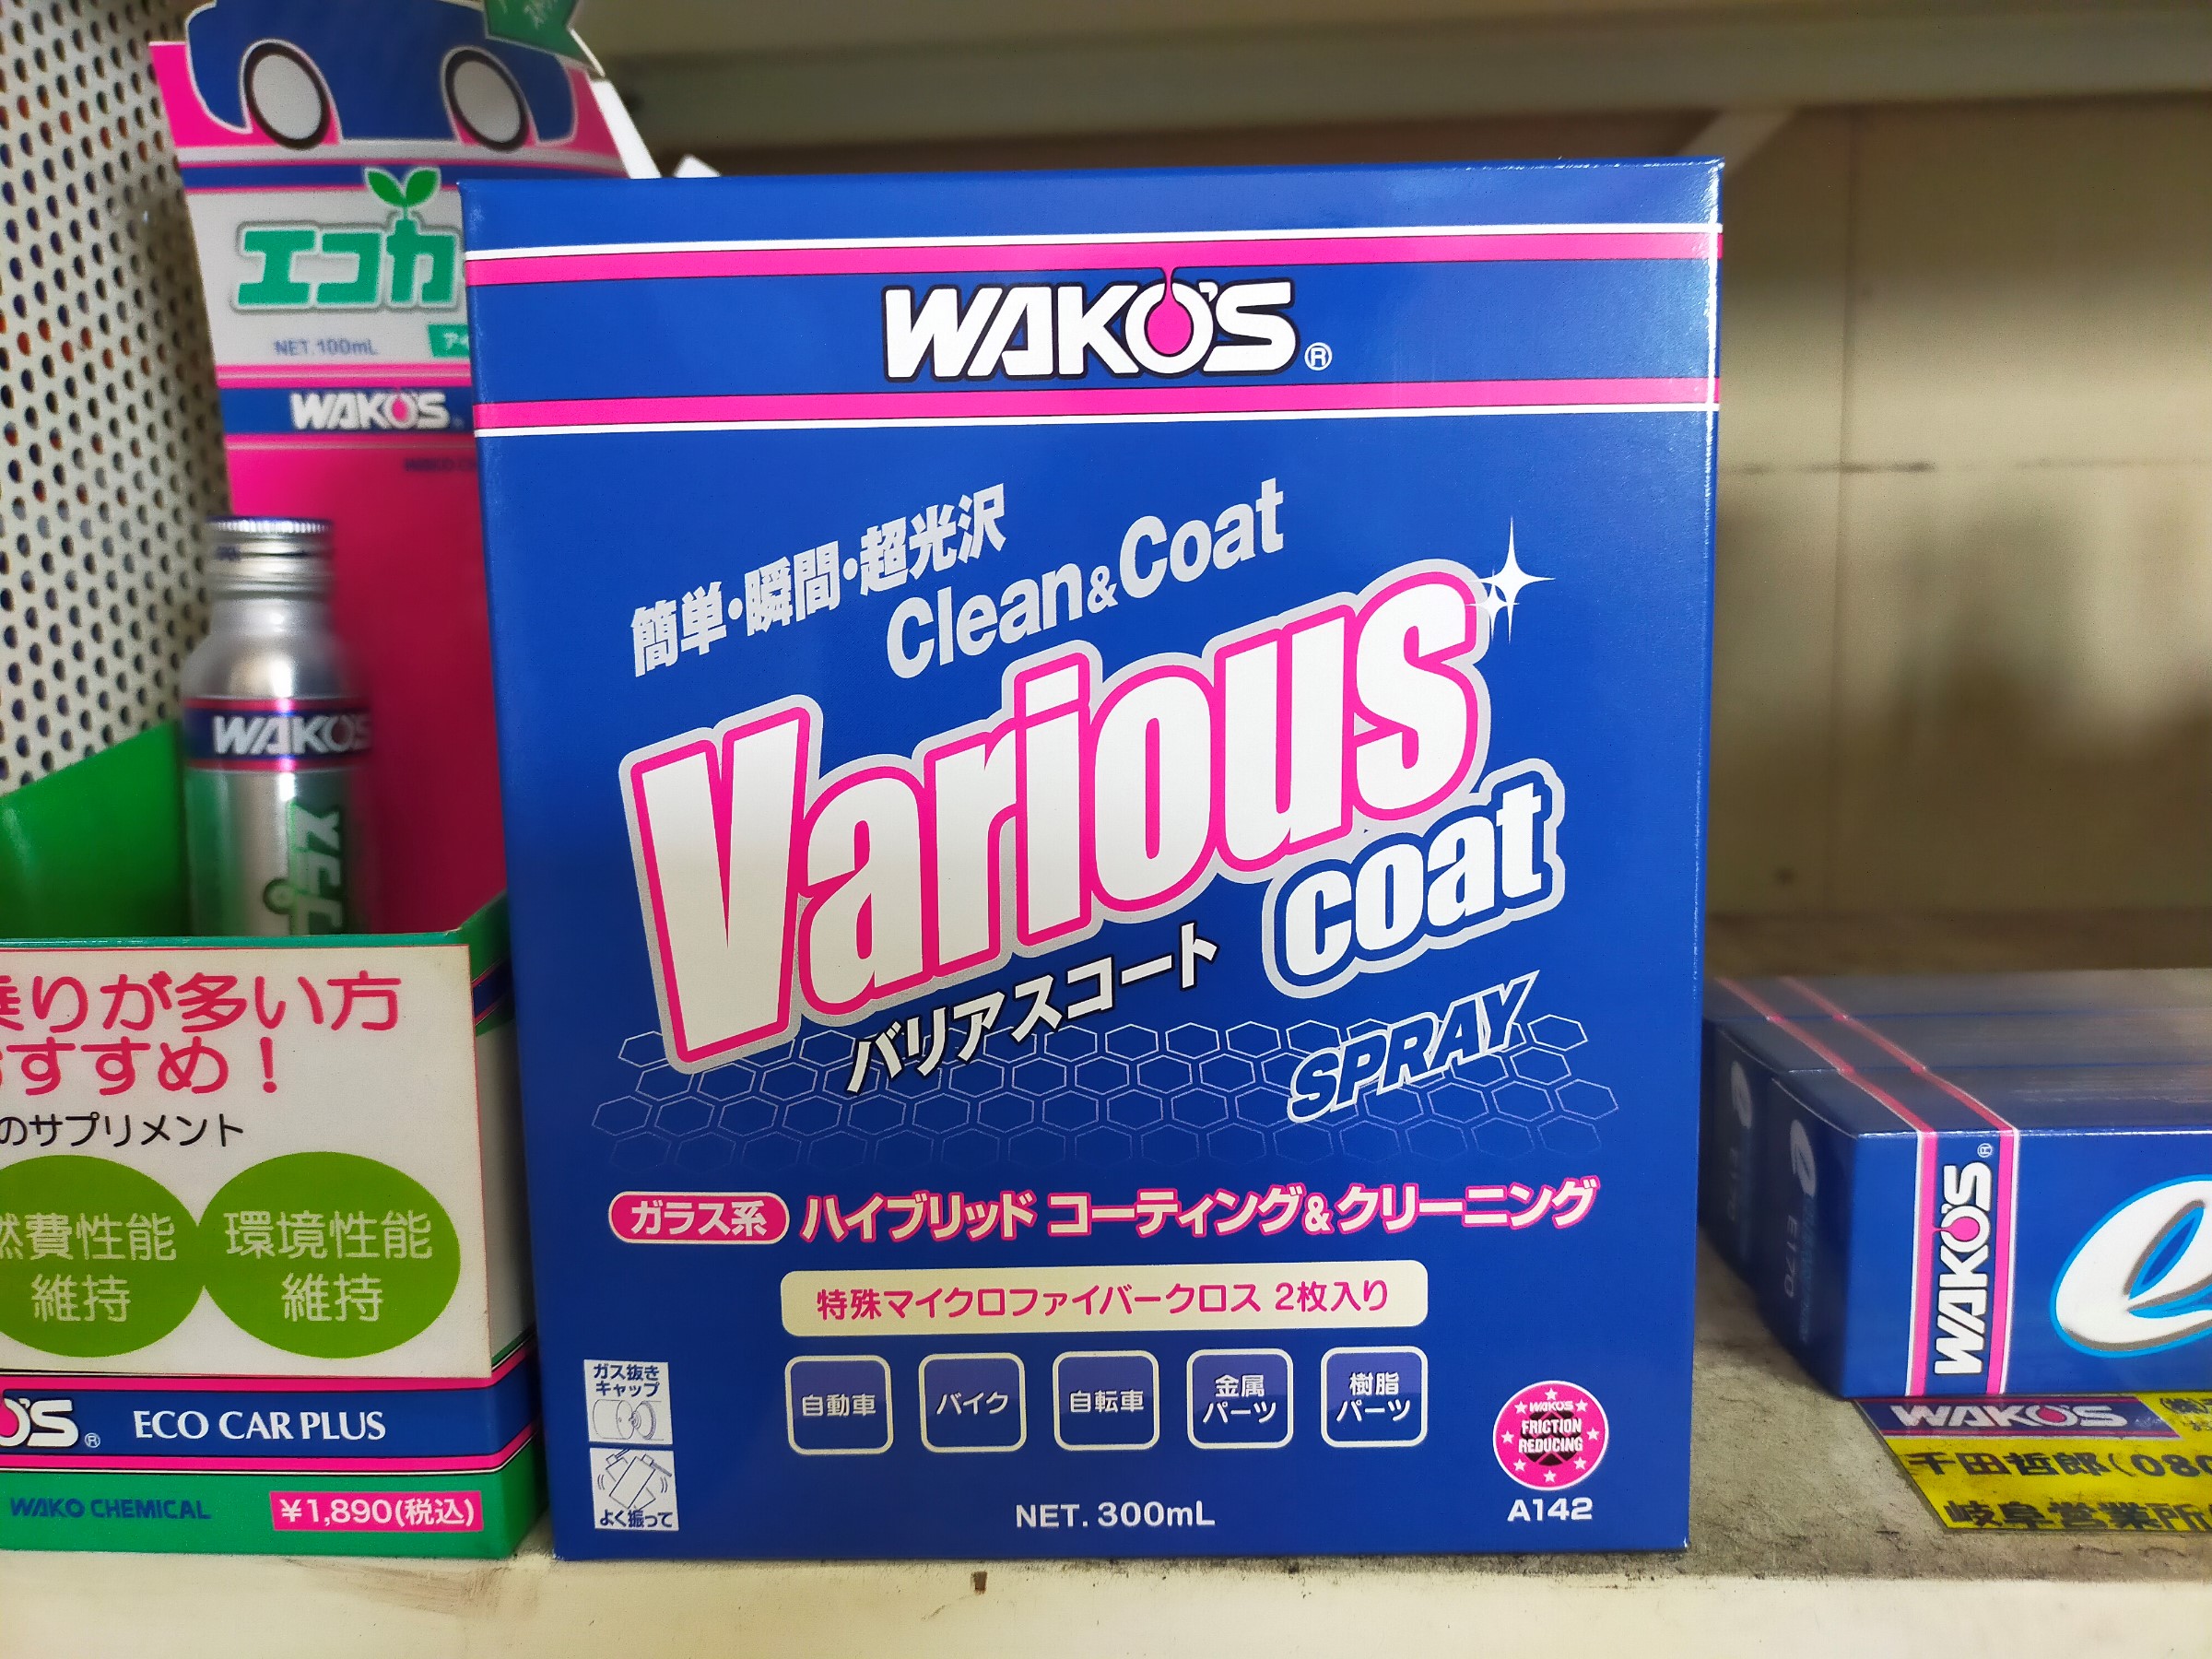 エコカ
NET.100mL
WAKO'S
WAKO'S
プラス
乗りが多い方
おすすめ！
のサプリメント
燃費性能
維持
環境性能
維持
O'S® ECO CAR PLUS
WAKO CHEMICAL
¥1,890(税込)
WAKO'S®
簡単・瞬間・超光沢
Clean&Coat
Various
coat
バリアスコート
SPRAY
ガラス系 ハイブリッド コーティング&クリーニング
特殊マイクロファイバークロス 2枚入り
ガス抜き
キャップ
よく振って
自動車
バイク
自転車
金属
パーツ
樹脂
パーツ
WAKO'S
FRICTION
REDUCING
A142
NET. 300mL
WAKO'S®
e
E170
WAKO'S
千田哲郎(080
岐阜営業所